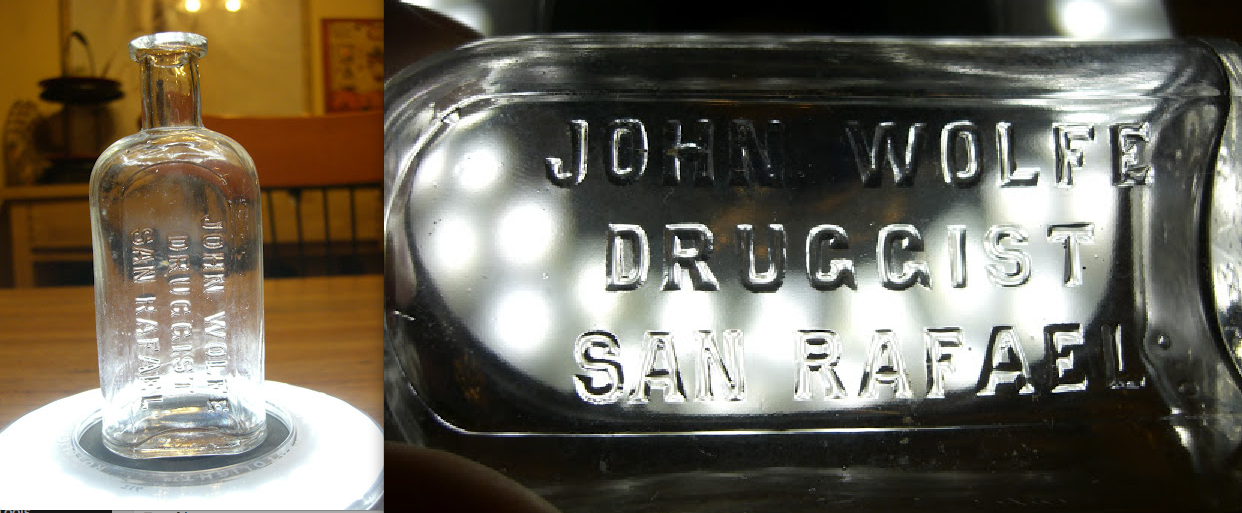 JOHN WOLFE
DRUGGIST
SAN RAFAEL
JOHN WOLFE
DRUGGIST
SAN RAFAEL